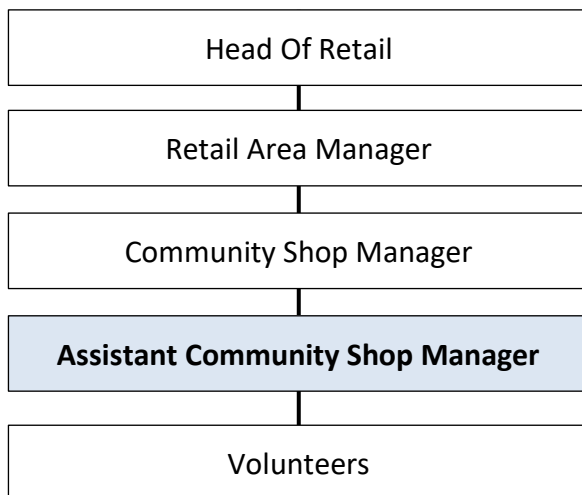 Head Of Retail
Retail Area Manager
Community Shop Manager
Assistant Community Shop Manager
Volunteers